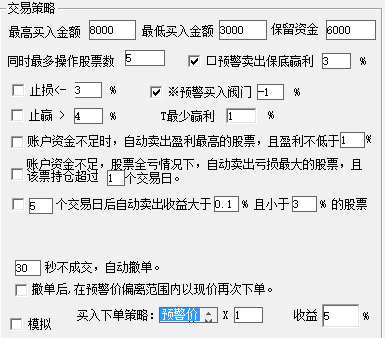 交易策略
最高买入金额 8000 最低买入金额 3000 保留资金 6000
同时最多操作股票数 5 口预警卖出保底赢利 3 %
止损<- 3 % ※预警买入阀门 -1 %
止赢 > 4 % T最少赢利 1 %
账户资金不足时，自动卖出盈利最高的股票，且盈利不低于 1 %
账户资金不足，股票全亏情况下，自动卖出亏损最大的股票，且
该票持仓超过 1 个交易日。
5 个交易日后自动卖出收益大于 0.1 % 且小于 3 % 的股票
30 秒不成交，自动撤单。
撤单后,在预警价偏离范围内以现价再次下单。
买入下单策略: 预警价 X 1 收益 5 %
模拟